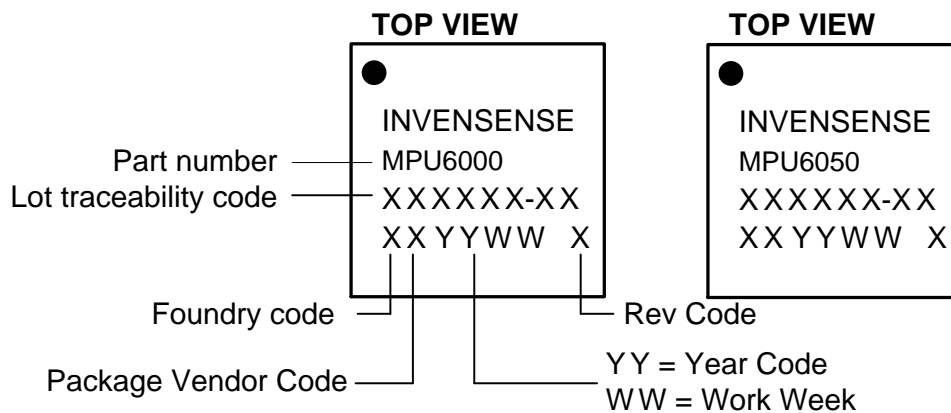 TOP VIEW
INVENSENSE
MPU6000
XXXXXX-XX
XXYYWW X
Part number
Lot traceability code
Foundry code
Package Vendor Code
Rev Code
YY = Year Code
WW = Work Week
TOP VIEW
INVENSENSE
MPU6050
XXXXXX-XX
XXYYWW X